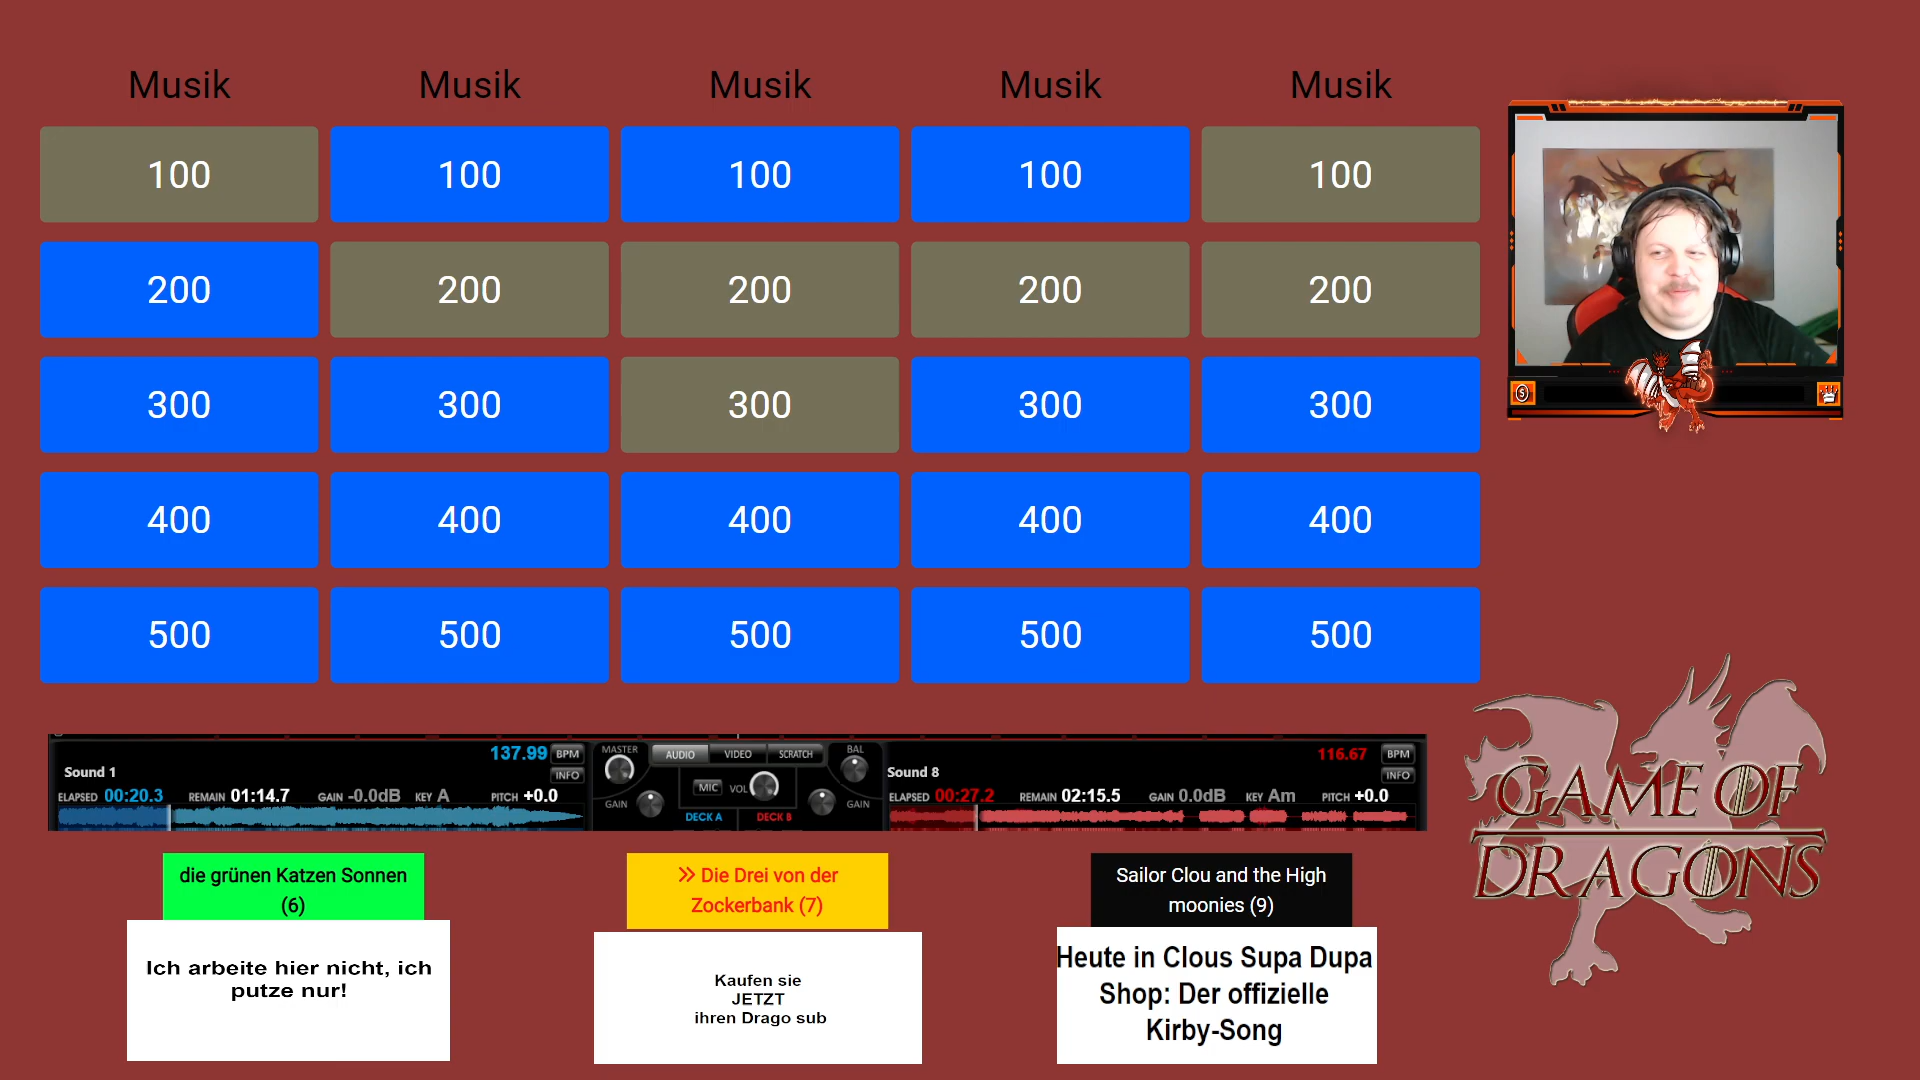 Musik Musik Musik Musik Musik
100 100 100 100 100
200 200 200 200 200
300 300 300 300 300
400 400 400 400 400
500 500 500 500 500
137.99 BPM
Sound 1
INFO
ELAPSED 00:20.3 REMAIN 01:14.7 GAIN -0.0dB KEY A PITCH +0.0
MASTER AUDIO VIDEO SCRATCH BAL
MIC VOL
GAIN GAIN
DECK A DECK B
116.67 BPM
Sound 8
INFO
ELAPSED 00:27.2 REMAIN 02:15.5 GAIN 0.0dB KEY Am PITCH +0.0
die grünen Katzen Sonnen
(6)
Ich arbeite hier nicht, ich
putze nur!
>> Die Drei von der
Zockerbank (7)
Kaufen sie
JETZT
ihren Drago sub
Sailor Clou and the High
moonies (9)
Heute in Clous Supa Dupa
Shop: Der offizielle
Kirby-Song
GAME OF
DRAGONS
S